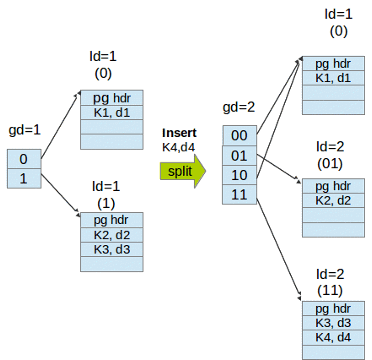 ld=1
(0)
pg hdr
K1, d1
gd=1
0
1
ld=1
(1)
pg hdr
K2, d2
K3, d3
Insert
K4,d4
split
gd=2
00
01
10
11
ld=1
(0)
pg hdr
K1, d1
ld=2
(01)
pg hdr
K2, d2
ld=2
(11)
pg hdr
K3, d3
K4, d4